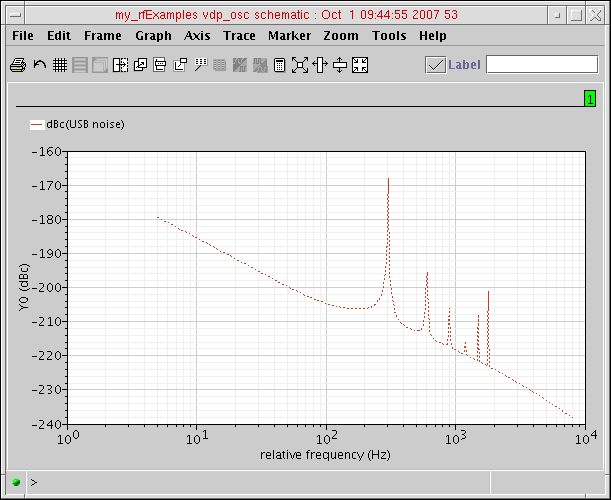 my_rfExamples vdp_osc schematic : Oct 1 09:44:55 2007 53
File Edit Frame Graph Axis Trace Marker Zoom Tools Help
Label
1
dBc(USB noise)
-160
-170
-180
-190
-200
-210
-220
-230
-240
Y0 (dBc)
10^0 10^1 10^2 10^3 10^4
relative frequency (Hz)
>